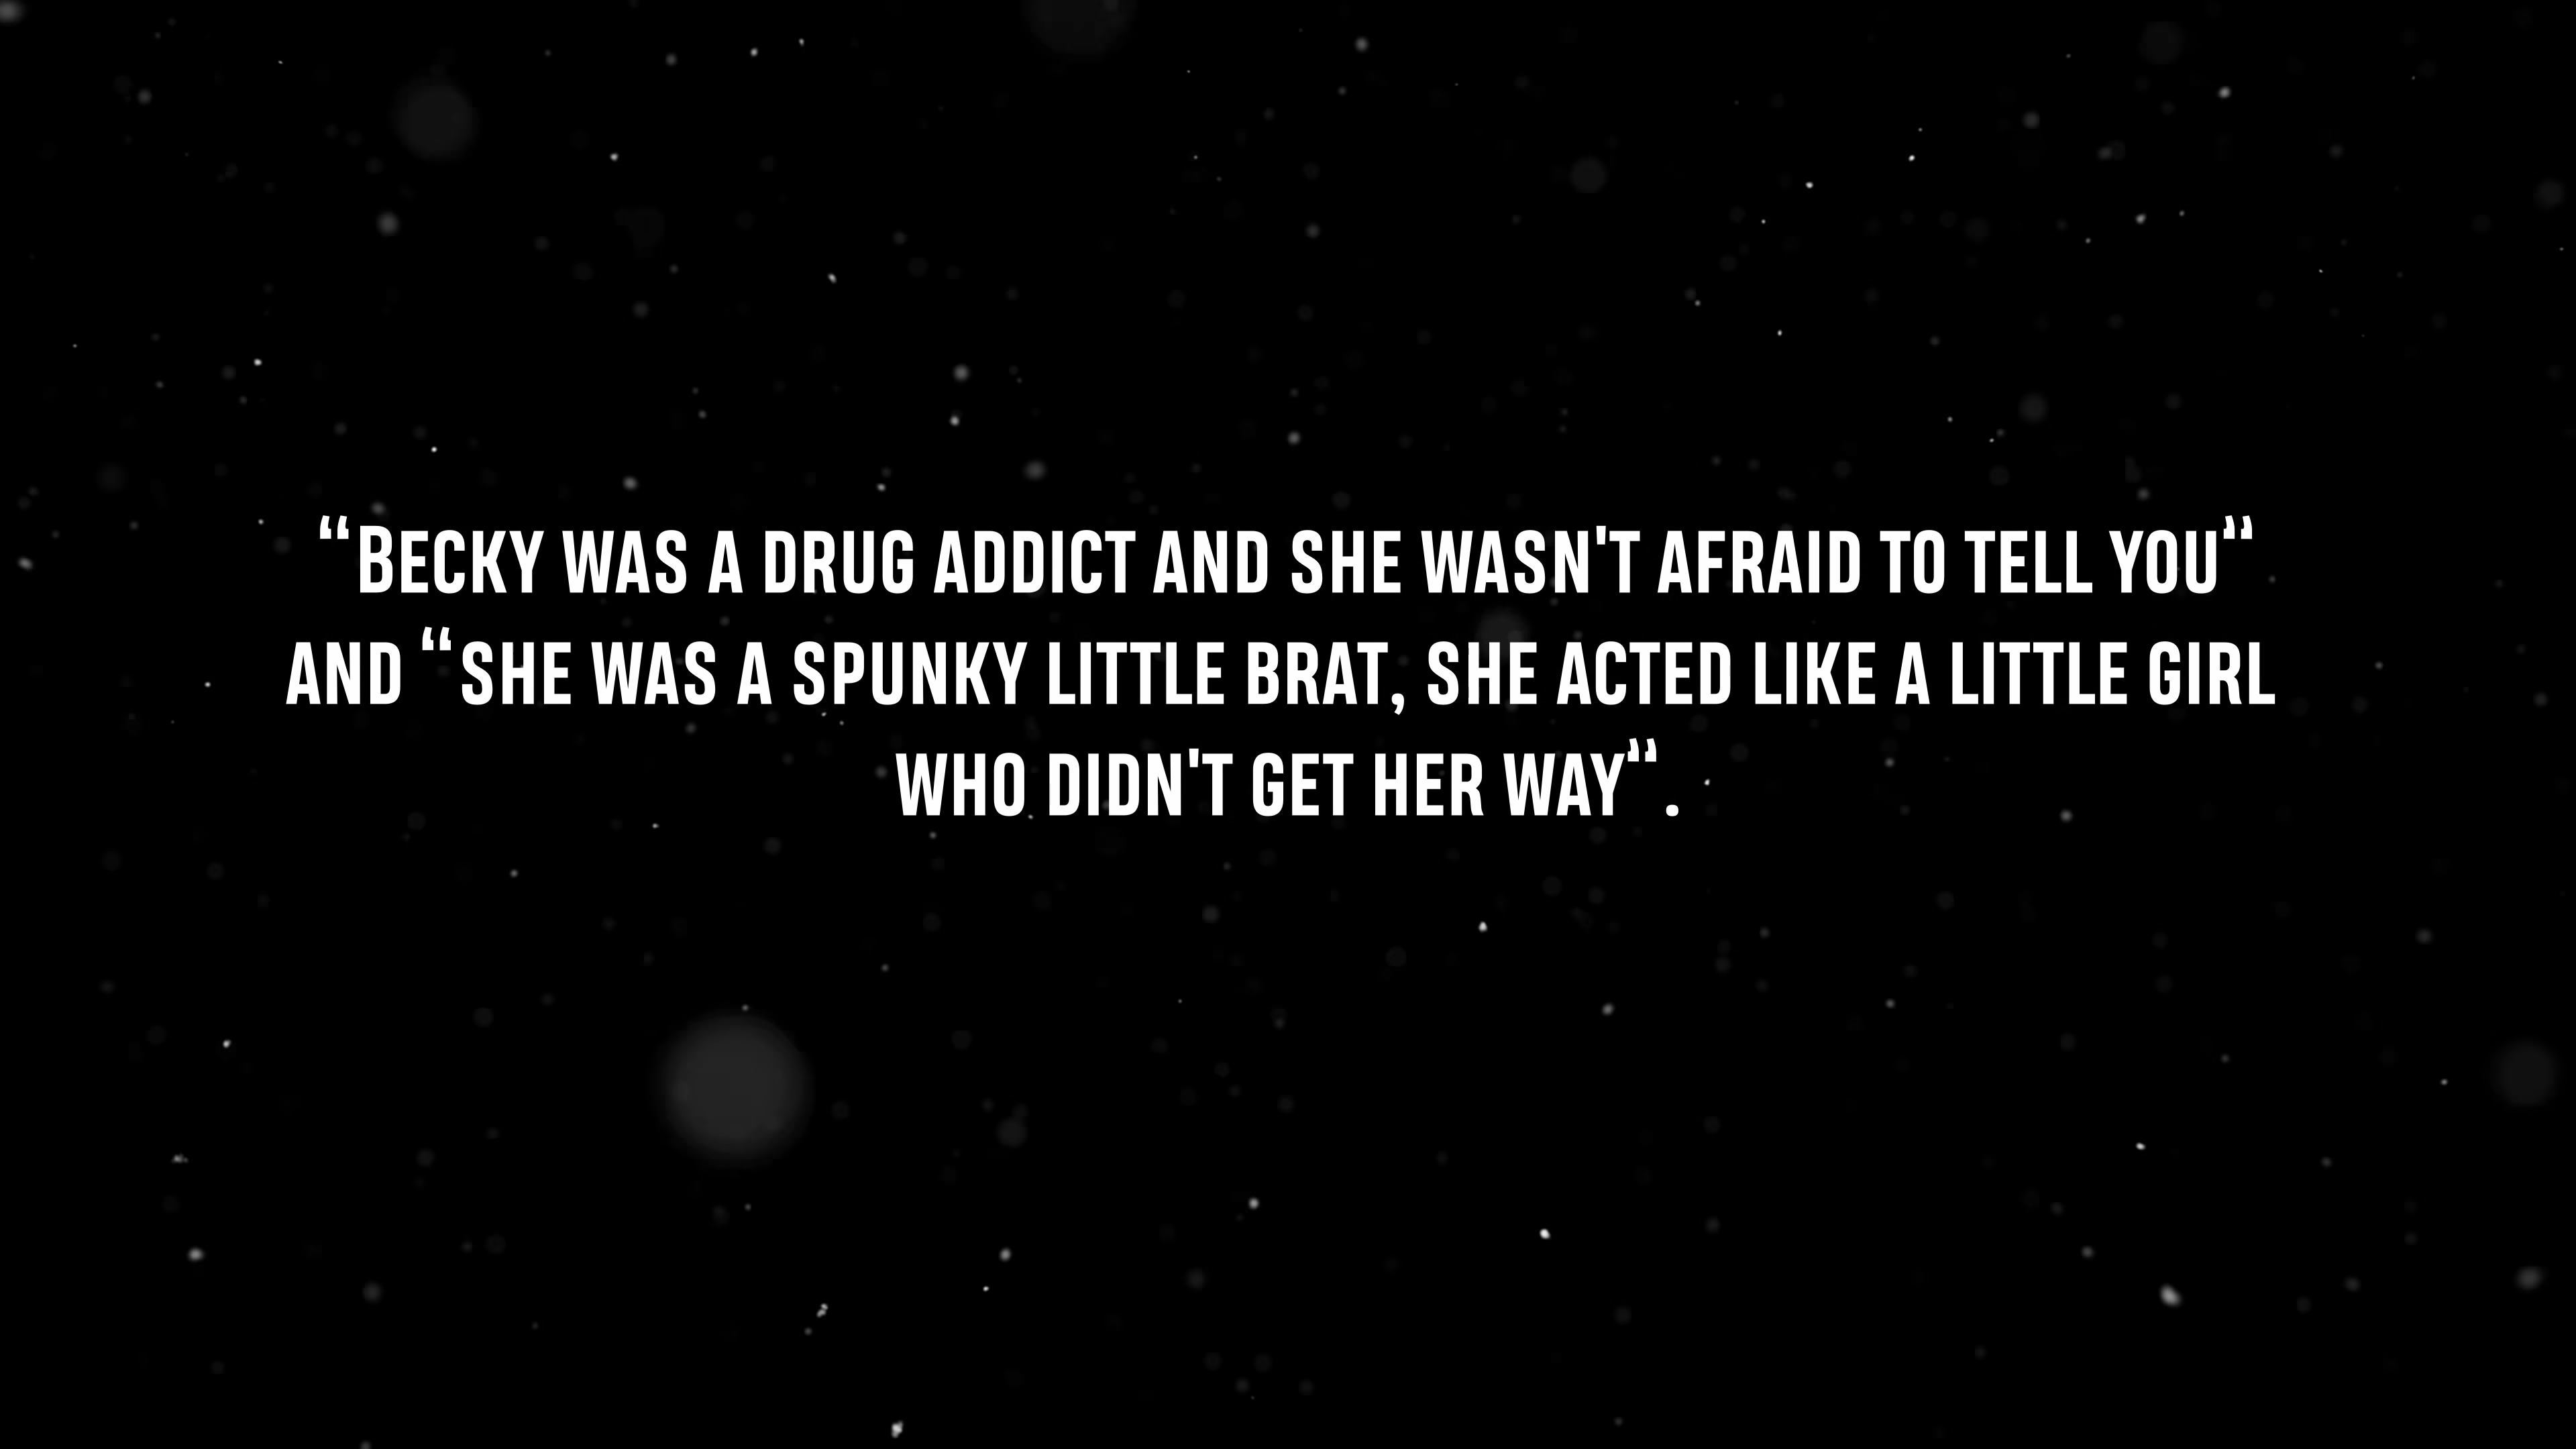 “Becky was a drug addict and she wasn't afraid to tell you”
and “she was a spunky little brat, she acted like a little girl
who didn't get her way”.